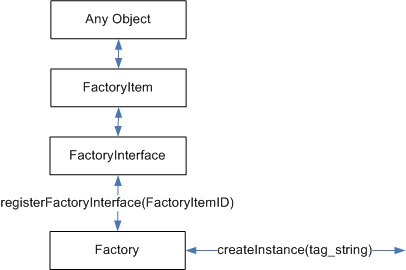 Any Object
FactoryItem
FactoryInterface
registerFactoryInterface(FactoryItemID)
Factory
createInstance(tag_string)